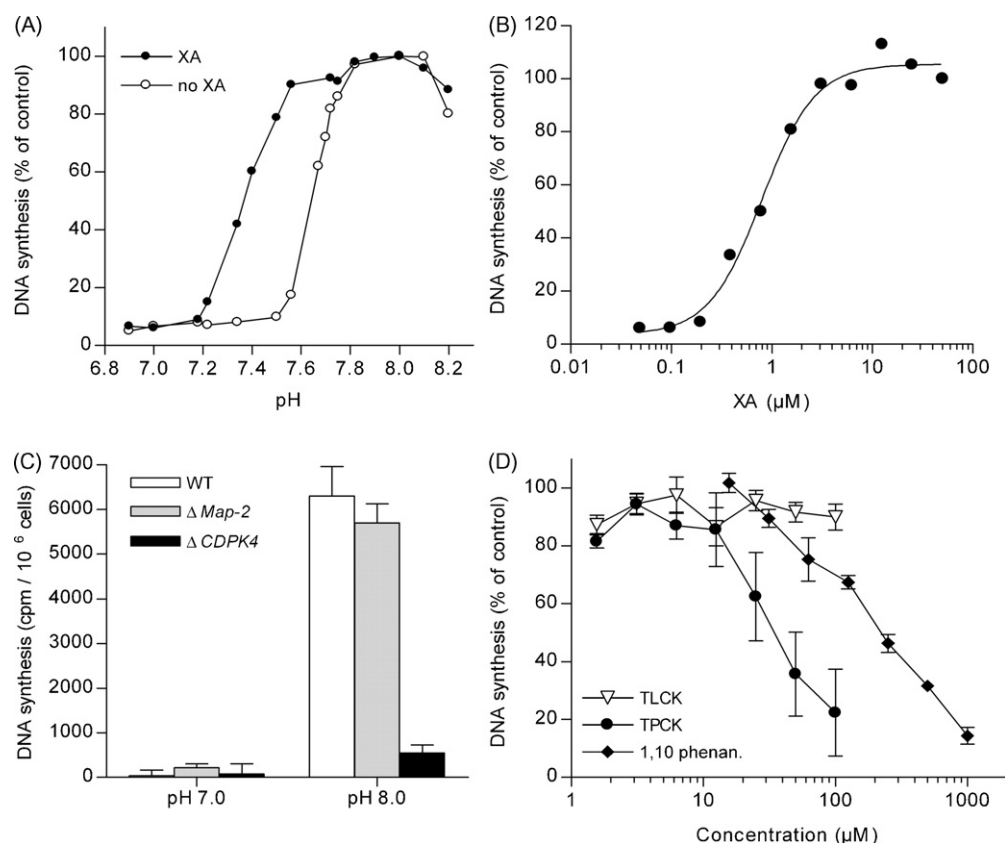 (A)
XA
no XA
DNA synthesis (% of control)
100
80
60
40
20
0
6.8 7.0 7.2 7.4 7.6 7.8 8.0 8.2
pH
(B)
DNA synthesis (% of control)
120
100
80
60
40
20
0
0.01 0.1 1 10 100
XA (µM)
(C)
WT
Δ Map-2
Δ CDPK4
DNA synthesis (cpm / 10 6 cells)
7000
6000
5000
4000
3000
2000
1000
0
pH 7.0 pH 8.0
(D)
DNA synthesis (% of control)
100
80
60
40
20
0
TLCK
TPCK
1,10 phenan.
1 10 100 1000
Concentration (µM)